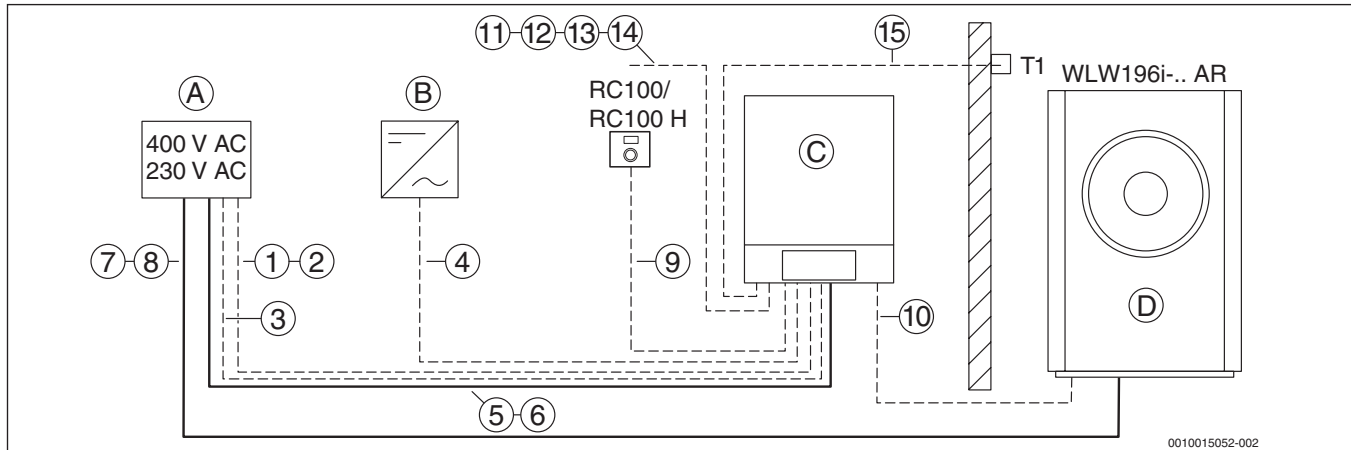 11 12 13 14
15
T1
WLW196i-.. AR
RC100/
RC100 H
A
B
400 V AC
230 V AC
C
7 8
1 2
4
9
3
10
D
5 6
0010015052-002